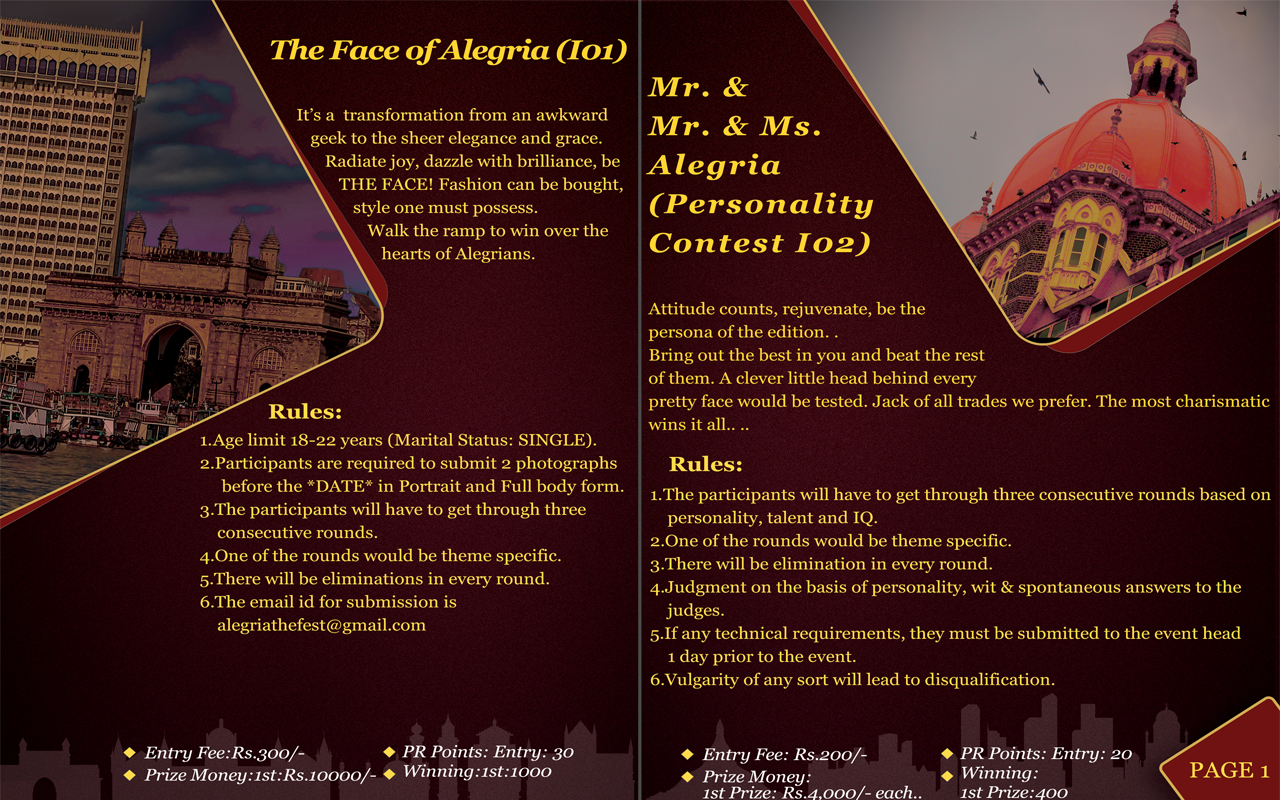 The Face of Alegria (I01)
It's a  transformation from an awkward
geek to the sheer elegance and grace.
Radiate joy, dazzle with brilliance, be
THE FACE! Fashion can be bought,
style one must possess.
Walk the ramp to win over the
hearts of Alegrians.
Rules:
1.Age limit 18-22 years (Marital Status: SINGLE).
2.Participants are required to submit 2 photographs
before the *DATE* in Portrait and Full body form.
3.The participants will have to get through three
consecutive rounds.
4.One of the rounds would be theme specific.
5.There will be eliminations in every round.
6.The email id for submission is
alegriathefest@gmail.com
Entry Fee:Rs.300/-
Prize Money:1st:Rs.10000/-
PR Points: Entry: 30
Winning:1st:1000
Mr. &
Mr. & Ms.
Alegria
(Personality
Contest I02)
Attitude counts, rejuvenate, be the
persona of the edition. .
Bring out the best in you and beat the rest
of them. A clever little head behind every
pretty face would be tested. Jack of all trades we prefer. The most charismatic
wins it all.. ..
Rules:
1.The participants will have to get through three consecutive rounds based on
personality, talent and IQ.
2.One of the rounds would be theme specific.
3.There will be elimination in every round.
4.Judgment on the basis of personality, wit & spontaneous answers to the
judges.
5.If any technical requirements, they must be submitted to the event head
1 day prior to the event.
6.Vulgarity of any sort will lead to disqualification.
Entry Fee: Rs.200/-
Prize Money:
1st Prize: Rs.4,000/- each..
PR Points: Entry: 20
Winning:
1st Prize:400
PAGE 1